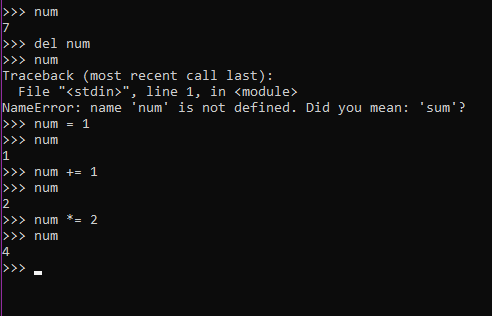 >>> num
7
>>> del num
>>> num
Traceback (most recent call last):
  File "<stdin>", line 1, in <module>
NameError: name 'num' is not defined. Did you mean: 'sum'?
>>> num = 1
>>> num
1
>>> num += 1
>>> num
2
>>> num *= 2
>>> num
4
>>>